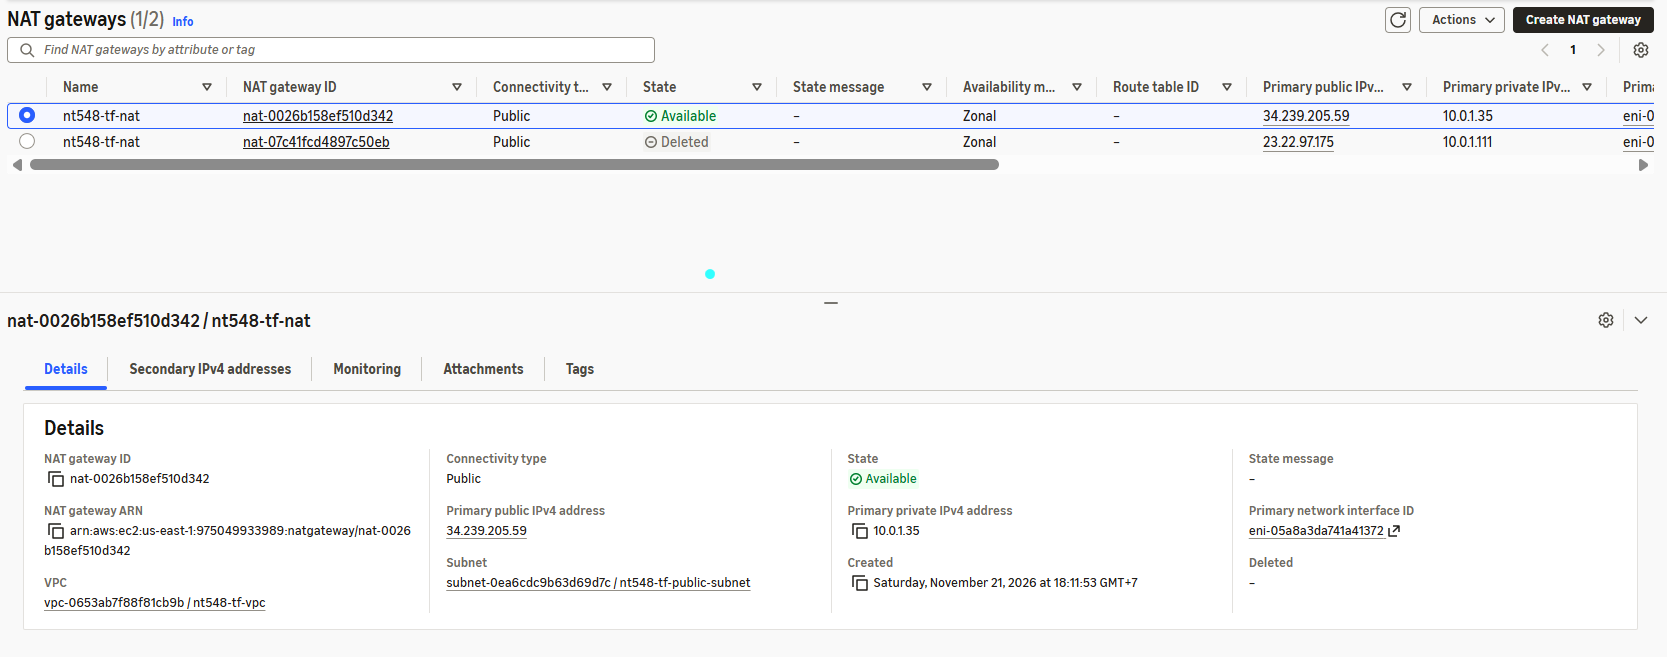 NAT gateways (1/2) Info
Actions
Create NAT gateway
Find NAT gateways by attribute or tag
1
Name NAT gateway ID Connectivity t... State State message Availability m... Route table ID Primary public IPv... Primary private IPv... Prim
nt548-tf-nat nat-0026b158ef510d342 Public Available – – Zonal – 34.239.205.59 10.0.1.35 eni-0
nt548-tf-nat nat-07c41fcd4897c50eb Public Deleted – Zonal – 23.22.97.175 10.0.1.111 eni-0
nat-0026b158ef510d342 / nt548-tf-nat
Details Secondary IPv4 addresses Monitoring Attachments Tags
Details
NAT gateway ID
nat-0026b158ef510d342
NAT gateway ARN
arn:aws:ec2:us-east-1:975049933989:natgateway/nat-0026
b158ef510d342
VPC
vpc-0653ab7f88f81cb9b / nt548-tf-vpc
Connectivity type
Public
Primary public IPv4 address
34.239.205.59
Subnet
subnet-0ea6cdc9b63d69d7c / nt548-tf-public-subnet
State
Available
Primary private IPv4 address
10.0.1.35
Created
Saturday, November 21, 2026 at 18:11:53 GMT+7
State message
–
Primary network interface ID
eni-05a8a3da741a41372
Deleted
–